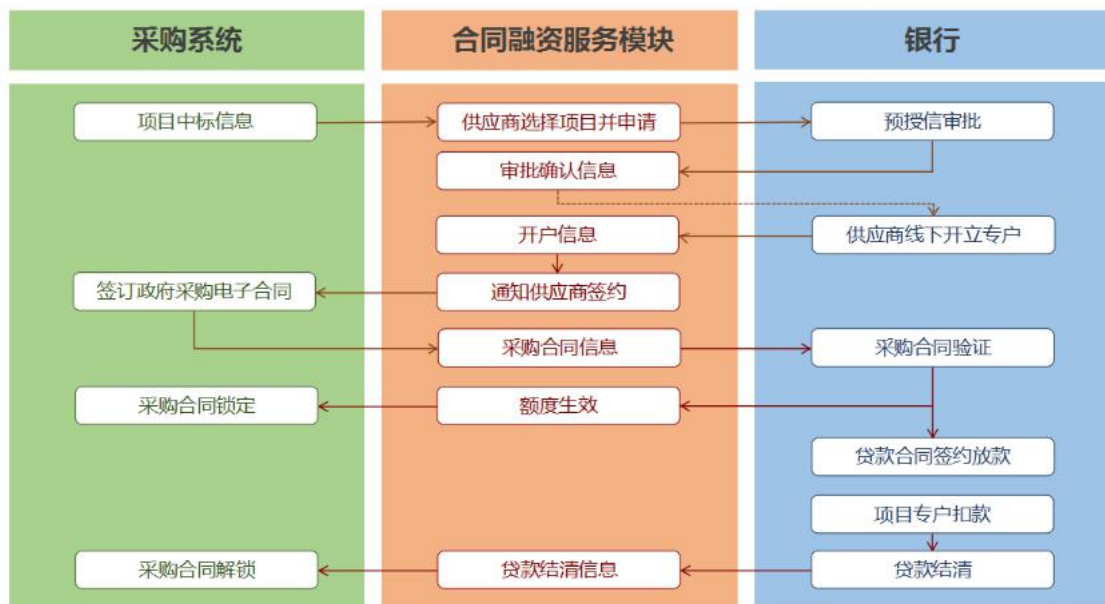 采购系统
合同融资服务模块
银行
项目中标信息
供应商选择项目并申请
预授信审批
审批确认信息
开户信息
供应商线下开立专户
签订政府采购电子合同
通知供应商签约
采购合同信息
采购合同验证
采购合同锁定
额度生效
贷款合同签约放款
项目专户扣款
采购合同解锁
贷款结清信息
贷款结清